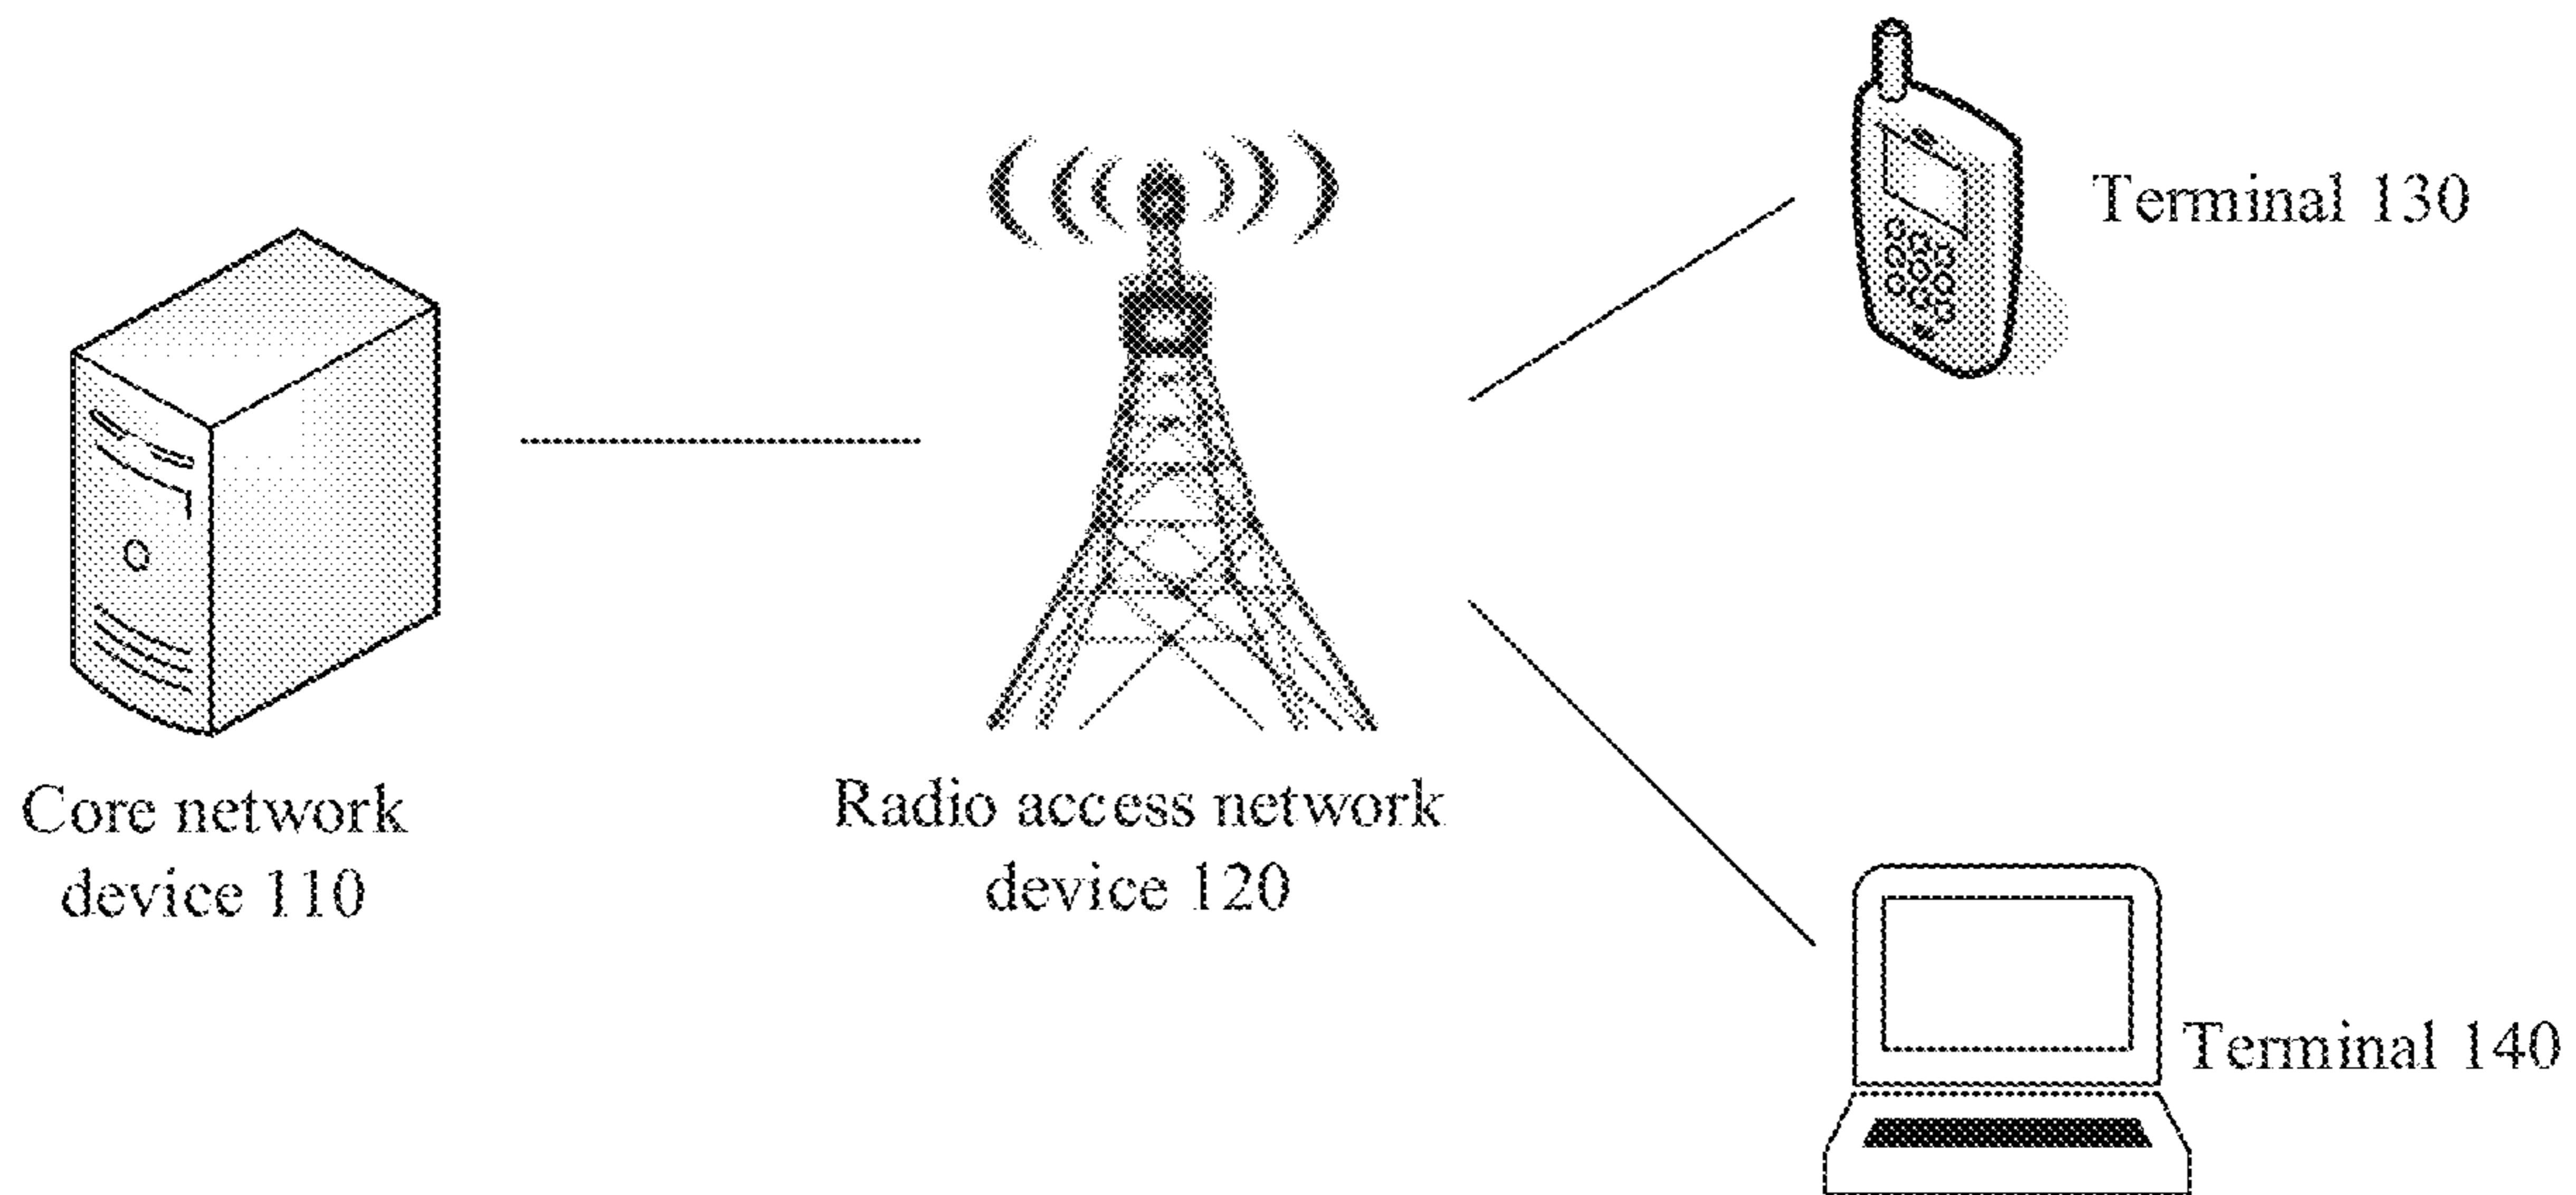 Terminal 130
Core network
device 110
Radio access network
device 120
Terminal 140